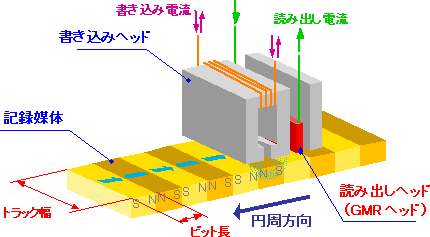 書き込み電流
読み出し電流
書き込みヘッド
記録媒体
読み出しヘッド
(GMRヘッド)
トラック幅
S NN SS NN SS NN S
ビット長
円周方向